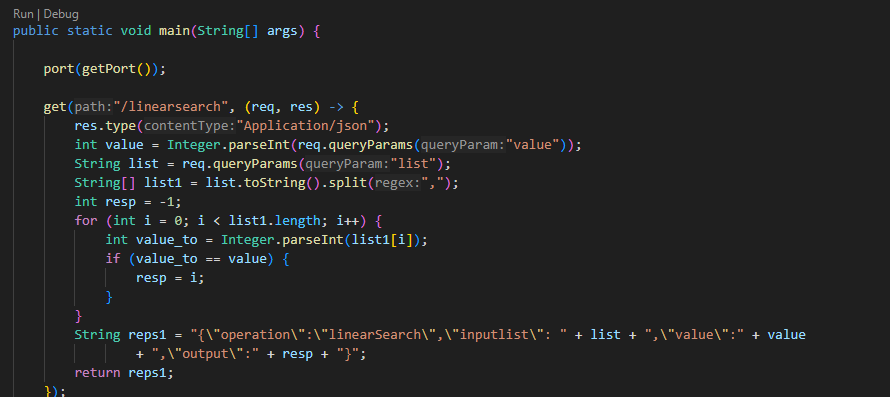 Run | Debug
public static void main(String[] args) {
port(getPort());
get(path:"/linearsearch", (req, res) -> {
res.type(contentType:"Application/json");
int value = Integer.parseInt(req.queryParams(queryParam:"value"));
String list = req.queryParams(queryParam:"list");
String[] list1 = list.toString().split(regex:",");
int resp = -1;
for (int i = 0; i < list1.length; i++) {
int value_to = Integer.parseInt(list1[i]);
if (value_to == value) {
resp = i;
}
}
String reps1 = "{\"operation\":\"linearSearch\",\"inputlist\": " + list + ",\"value\":" + value
+ ",\"output\":" + resp + "}";
return reps1;
});